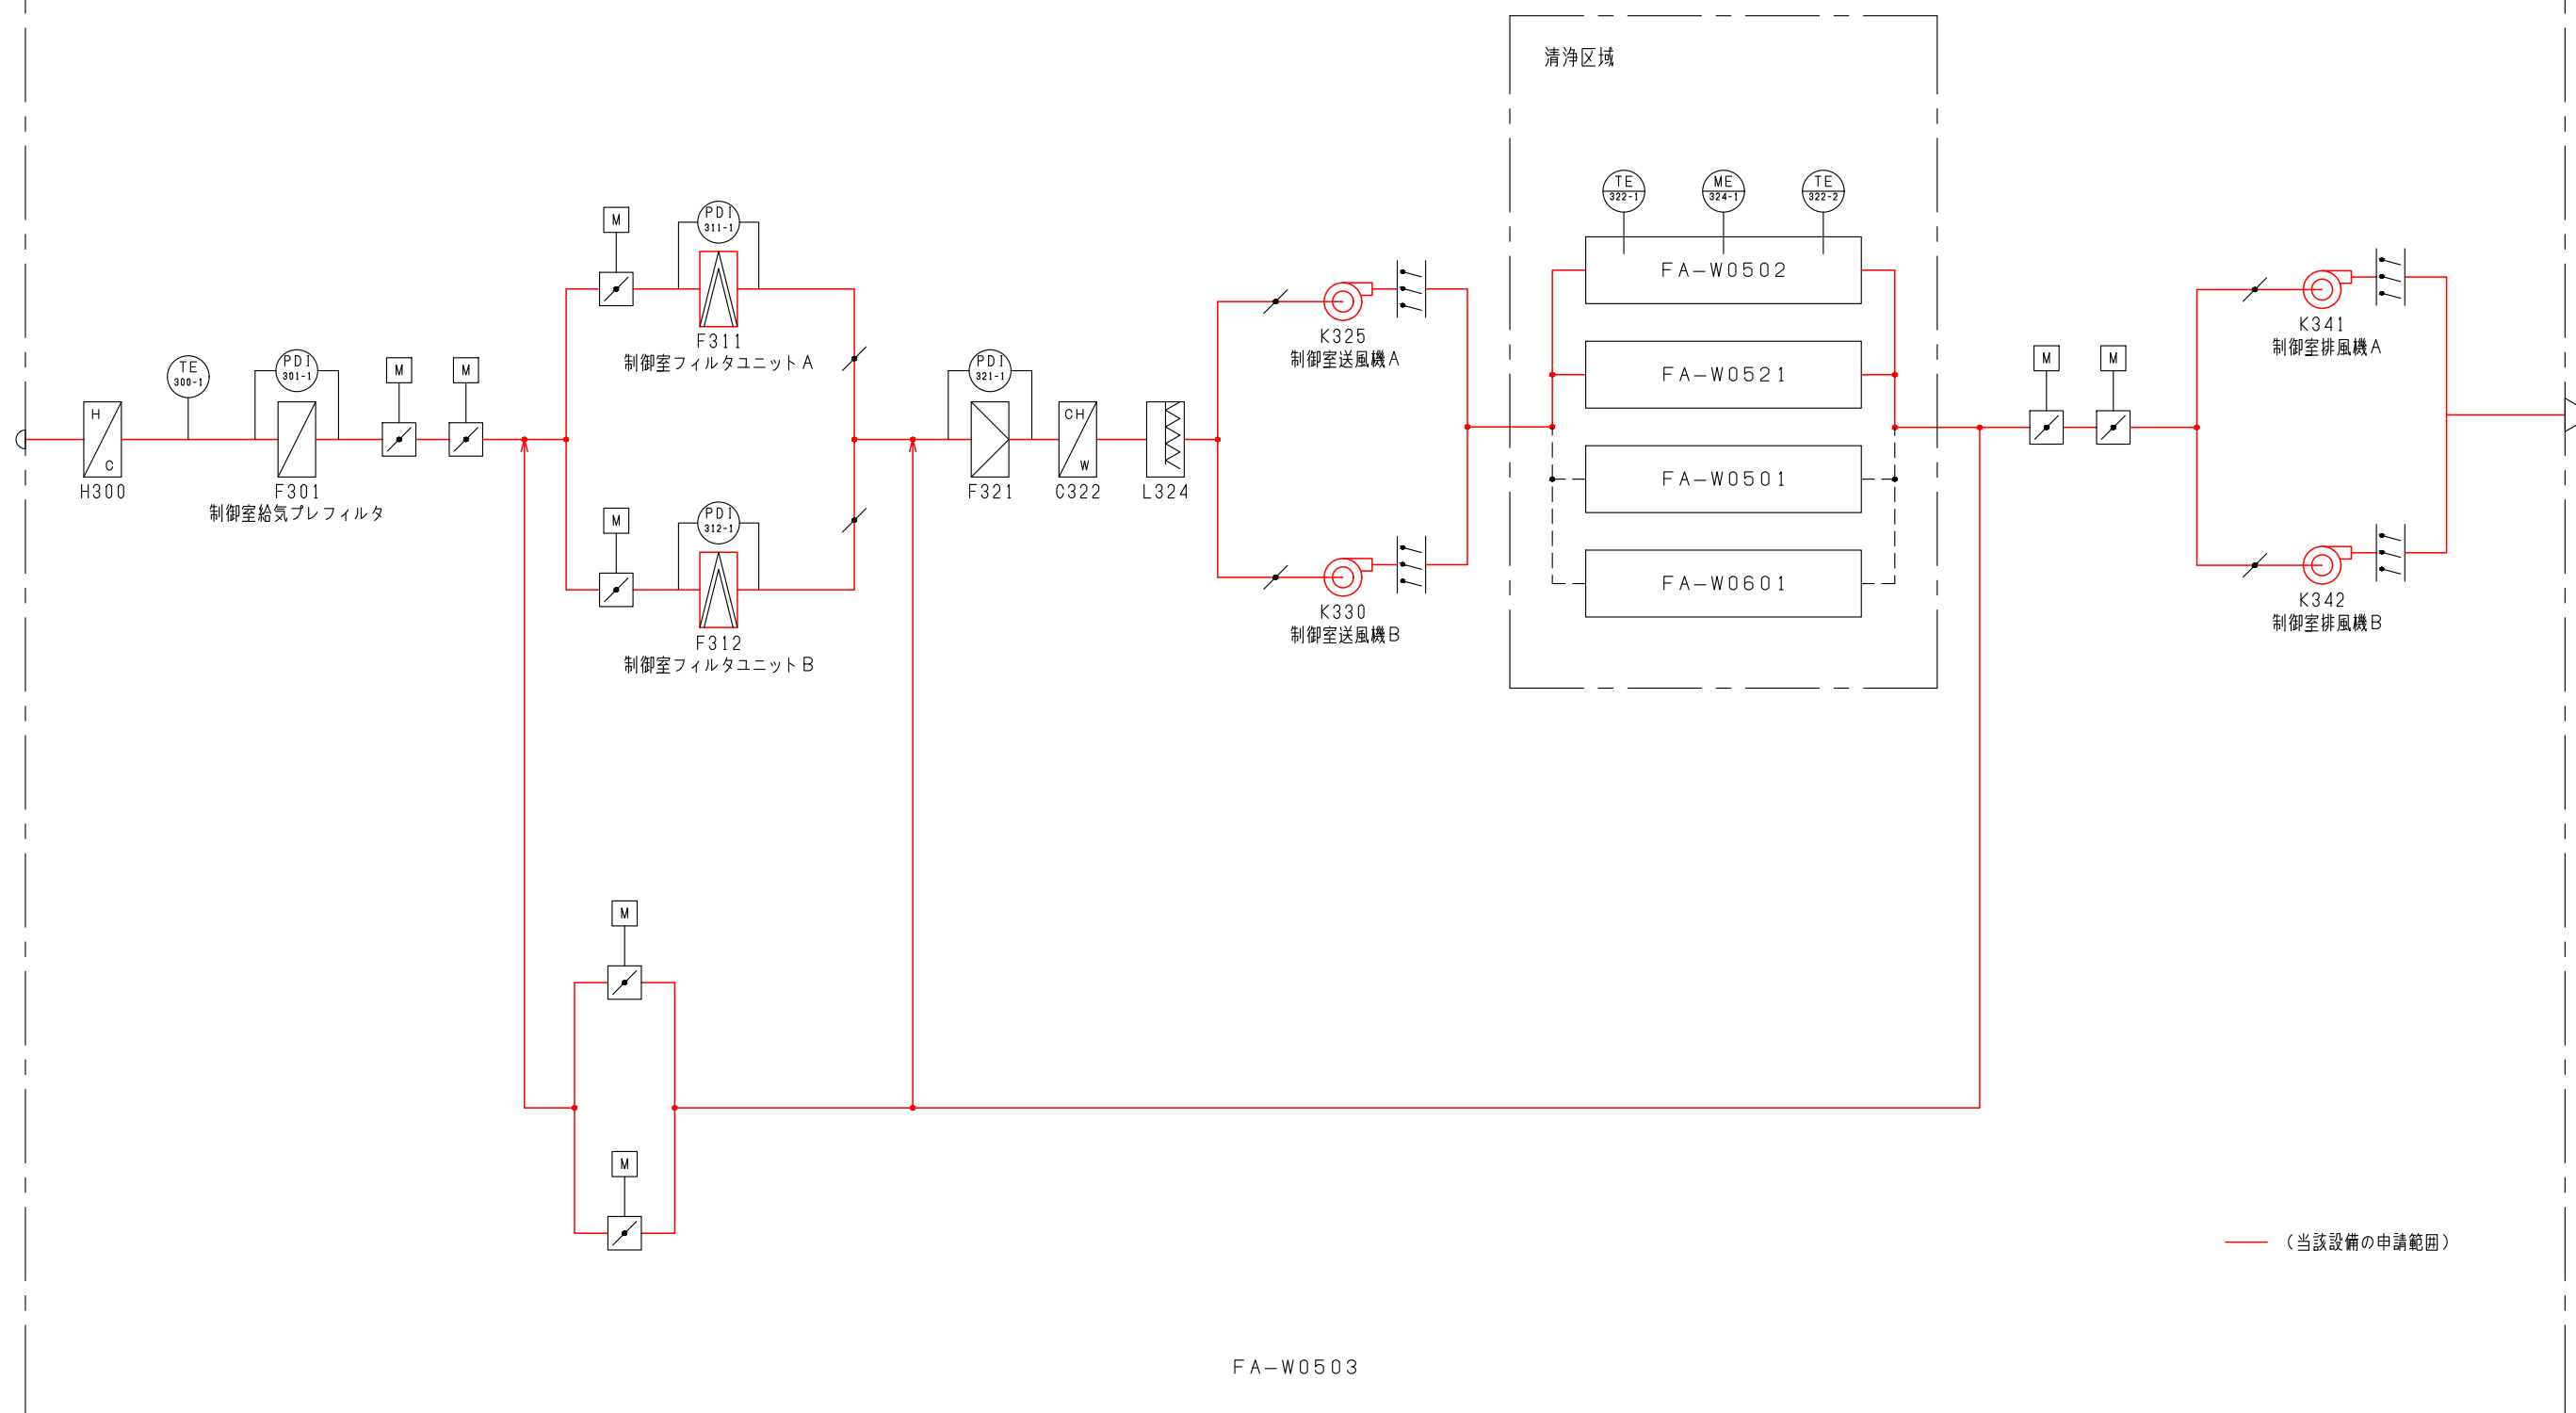 清浄区域
TE
322-1
ME
324-1
TE
322-2
FA-W0502
FA-W0521
FA-W0501
FA-W0601
M
PDI
311-1
F311
制御室フィルタユニットA
TE
300-1
PDI
301-1
M
M
H
C
H300
F301
制御室給気プレフィルタ
M
PDI
312-1
F312
制御室フィルタユニットB
PDI
321-1
F321
CH
W
C322
L324
K325
制御室送風機A
K330
制御室送風機B
M
M
K341
制御室排風機A
K342
制御室排風機B
M
M
(当該設備の申請範囲)
FA-W0503